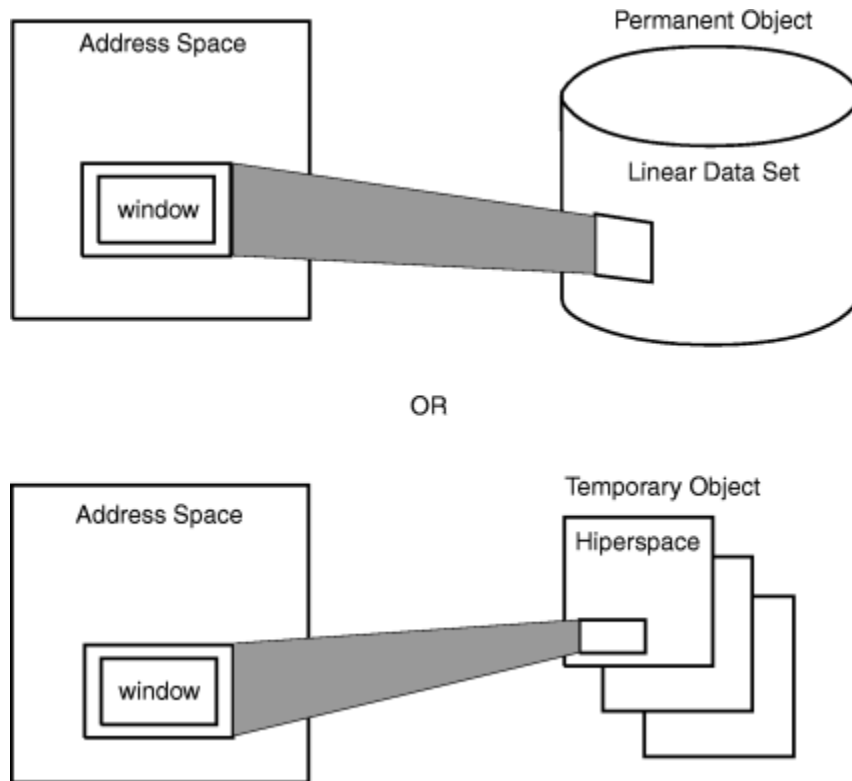 Permanent Object
Address Space
Linear Data Set
window
OR
Temporary Object
Address Space
Hiperspace
window